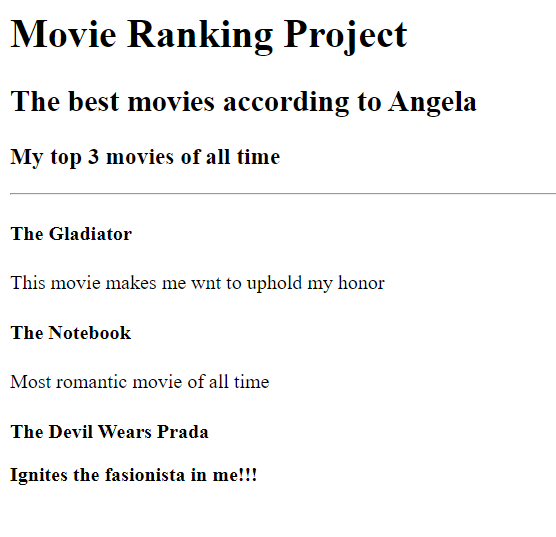 Movie Ranking Project
The best movies according to Angela
My top 3 movies of all time
The Gladiator
This movie makes me wnt to uphold my honor
The Notebook
Most romantic movie of all time
The Devil Wears Prada
Ignites the fasionista in me!!!